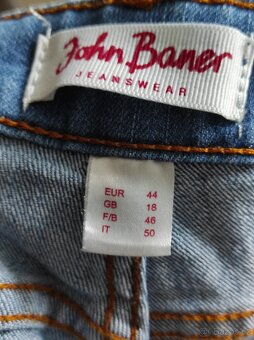 John Baner
JEANSWEAR
EUR 44
GB 18
F/B 46
IT 50